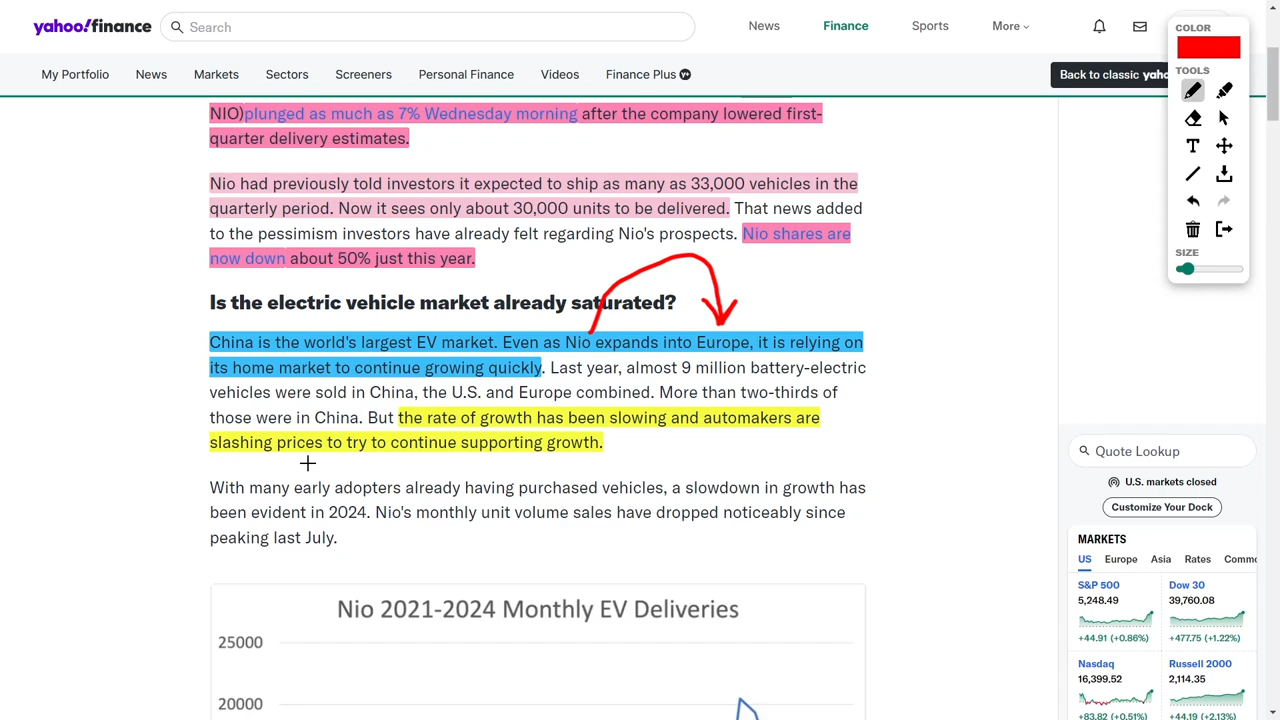 yahoo!finance
Search
News
Finance
Sports
More
COLOR
TOOLS
SIZE
My Portfolio
News
Markets
Sectors
Screeners
Personal Finance
Videos
Finance Plus
Back to classic
NIO)plunged as much as 7% Wednesday morning after the company lowered first-
quarter delivery estimates.
Nio had previously told investors it expected to ship as many as 33,000 vehicles in the
quarterly period. Now it sees only about 30,000 units to be delivered. That news added
to the pessimism investors have already felt regarding Nio's prospects. Nio shares are
now down about 50% just this year.
Is the electric vehicle market already saturated?
China is the world's largest EV market. Even as Nio expands into Europe, it is relying on
its home market to continue growing quickly. Last year, almost 9 million battery-electric
vehicles were sold in China, the U.S. and Europe combined. More than two-thirds of
those were in China. But the rate of growth has been slowing and automakers are
slashing prices to try to continue supporting growth.
With many early adopters already having purchased vehicles, a slowdown in growth has
been evident in 2024. Nio's monthly unit volume sales have dropped noticeably since
peaking last July.
Nio 2021-2024 Monthly EV Deliveries
25000
20000
Quote Lookup
U.S. markets closed
Customize Your Dock
MARKETS
US Europe Asia Rates
S&P 500
5,248.49
+44.91 (+0.86%)
Dow 30
39,760.08
+477.75 (+1.22%)
Nasdaq
16,399.52
+83.82 (+0.51%)
Russell 2000
2,114.35
+44.19 (+2.13%)